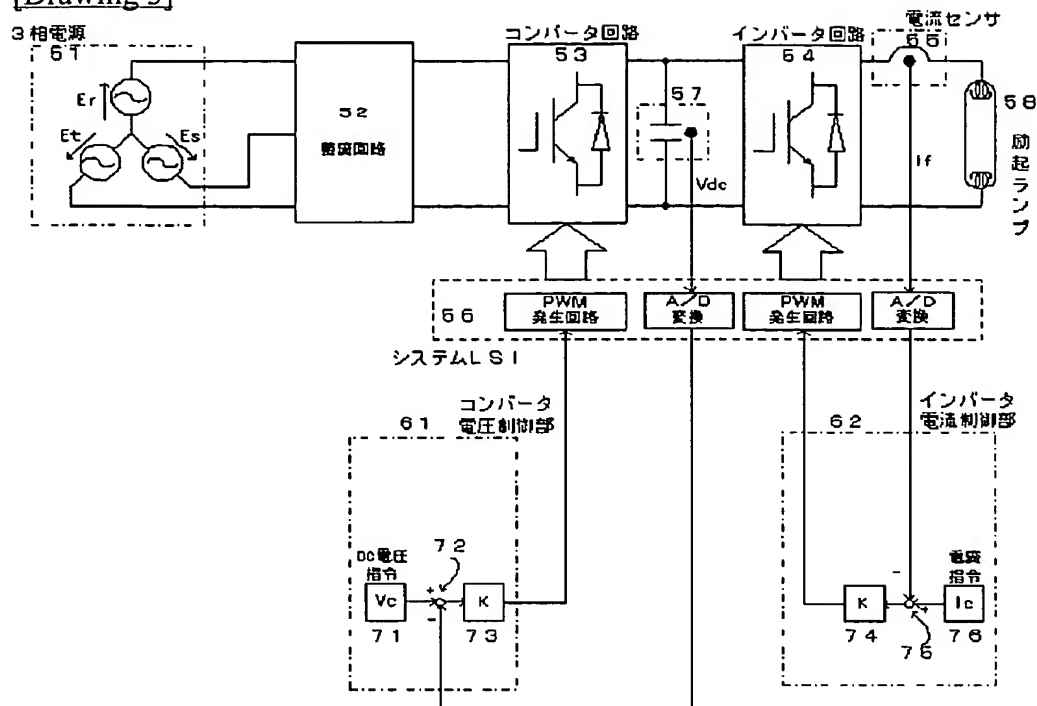 [Drawing 5]
3相電源
51
Er
Et
Es
52
整流回路
コンバータ回路
53
57
Vdc
インバータ回路
54
電流センサ
55
If
58
励起ランプ
56
PWM
発生回路
A/D
変換
PWM
発生回路
A/D
変換
システムLSI
61
コンバータ
電圧制御部
DC電圧
指令
Vc
71
+
-
72
K
73
62
インバータ
電流制御部
K
74
-
+
75
電流
指令
Ic
76